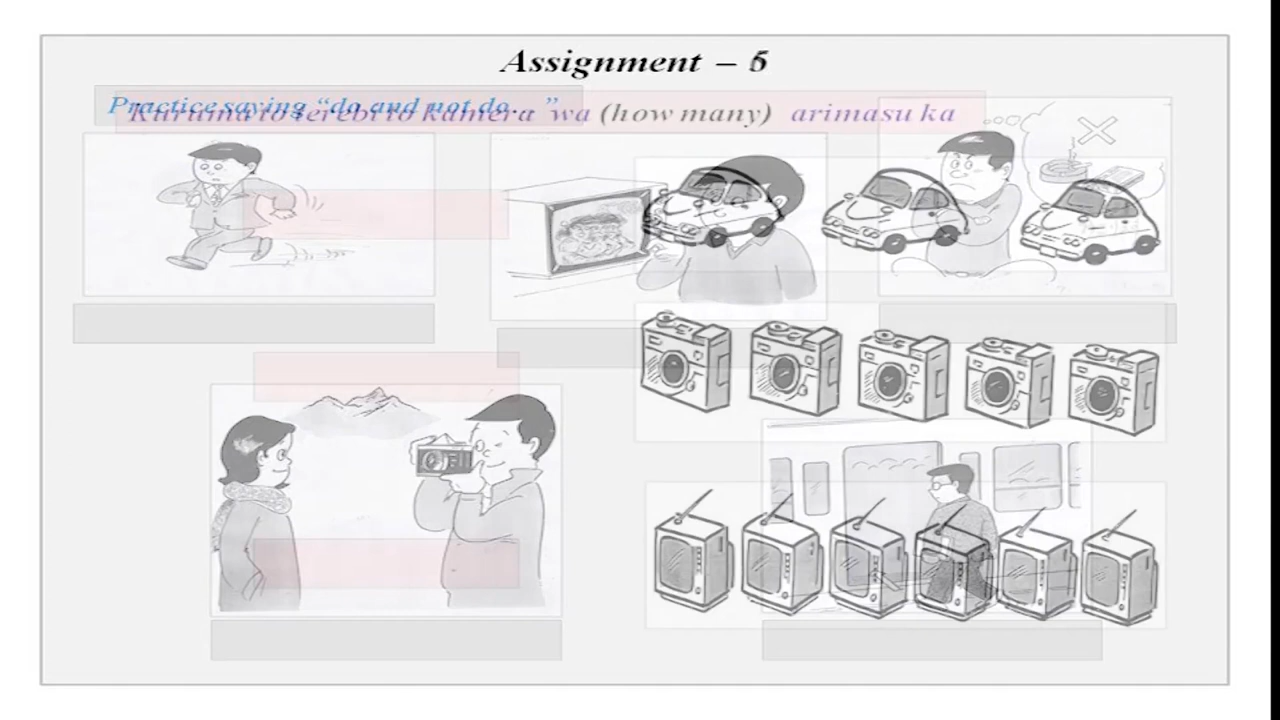 Assignment – 5
Practice saying “do and not do… ”
Kuruma to terebi to kamera wa (how many) arimasu ka